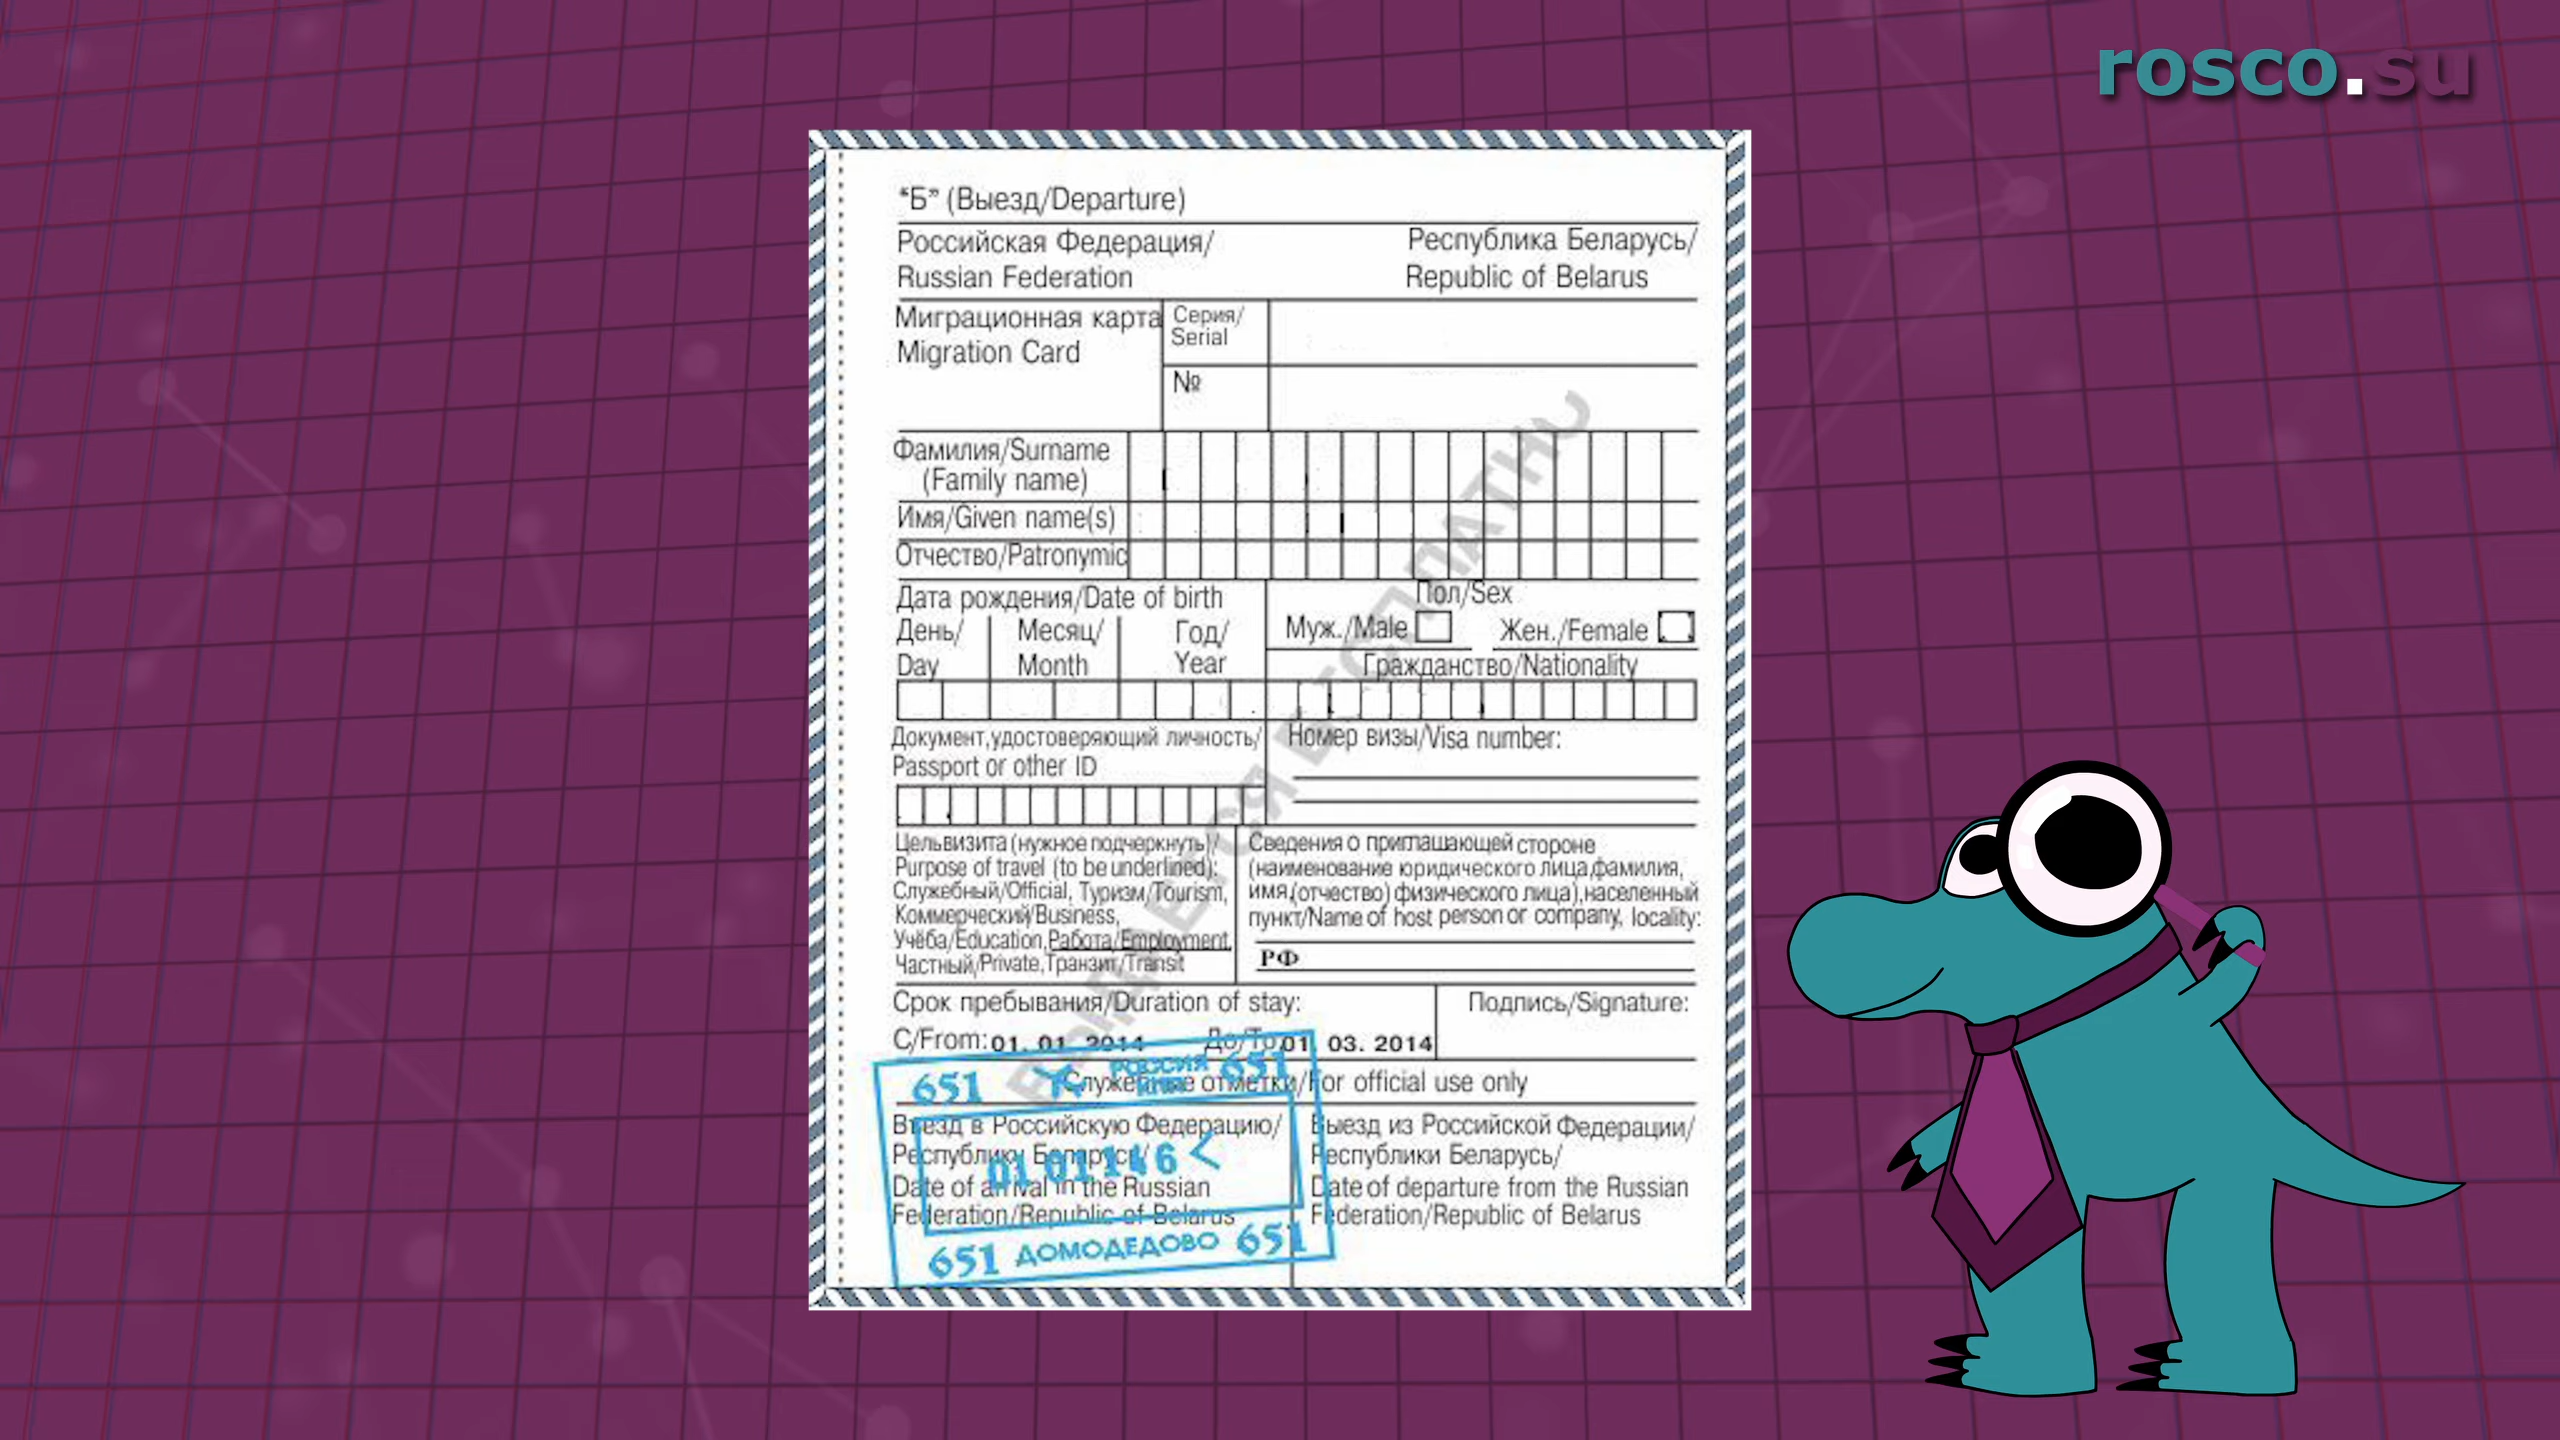 rosco.su
"Б" (Выезд/Departure)
Российская Федерация/ Республика Беларусь/
Russian Federation Republic of Belarus
Миграционная карта Серия/
Serial
Migration Card
№
Фамилия/Surname
(Family name)
Имя/Given name(s)
Отчество/Patronymic
Дата рождения/Date of birth Пол/Sex
День/ Месяц/ Год/ Муж./Male Жен./Female
Day Month Year Гражданство/Nationality
Документ,удостоверяющий личность/ Номер визы/Visa number:
Passport or other ID
Цель визита (нужное подчеркнуть)/ Сведения о приглашающей стороне
Purpose of travel (to be underlined): (наименование юридического лица,фамилия,
Служебный/Official, Туризм/Tourism, имя,(отчество) физического лица),населенный
Коммерческий/Business, пункт/Name of host person or company, locality:
Учёба/Education,Работа/Employment,
Частный/Private,Транзит/Transit РФ
ВЫДАЕТСЯ БЕСПЛАТНО
Срок пребывания/Duration of stay: Подпись/Signature:
С/From: 01. 01 2014 До/To: 01 03. 2014
651 РОССИЯ 651
Служебные отметки/For official use only
Въезд в Российскую Федерацию/ Выезд из Российской Федерации/
Республику Беларусь/ Республики Беларусь/
01 01 14
Date of arrival in the Russian Date of departure from the Russian
Federation/Republic of Belarus Federation/Republic of Belarus
651 ДОМОДЕДОВО 651